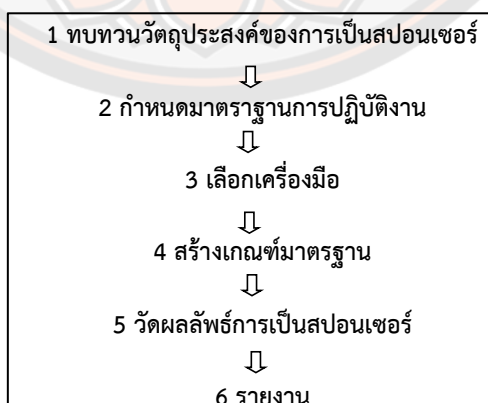 1 ทบทวนวัตถุประสงค์ของการเป็นสปอนเซอร์
2 กำหนดมาตราฐานการปฏิบัติงาน
3 เลือกเครื่องมือ
4 สร้างเกณฑ์มาตรฐาน
5 วัดผลลัพธ์การเป็นสปอนเซอร์
6 รายงาน